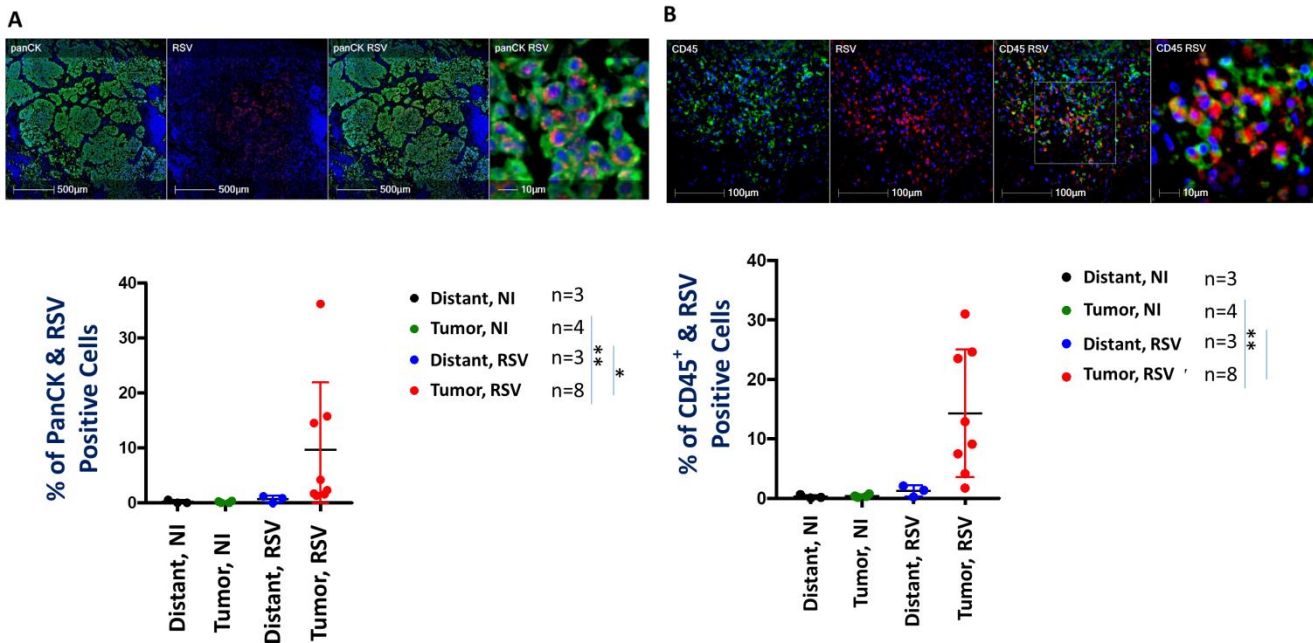 A
panCK
RSV
panCK RSV
panCK RSV
500μm
500μm
500μm
10μm
% of PanCK & RSV
Positive Cells
40
30
20
10
0
Distant, NI
Tumor, NI
Distant, RSV
Tumor, RSV
Distant, NI n=3
Tumor, NI n=4
Distant, RSV n=3
Tumor, RSV n=8
**
*
B
CD45
RSV
CD45 RSV
CD45 RSV
100μm
100μm
100μm
10μm
% of CD45⁺ & RSV
Positive Cells
40
30
20
10
0
Distant, NI
Tumor, NI
Distant, RSV
Tumor, RSV
Distant, NI n=3
Tumor, NI n=4
Distant, RSV n=3
Tumor, RSV n=8
**